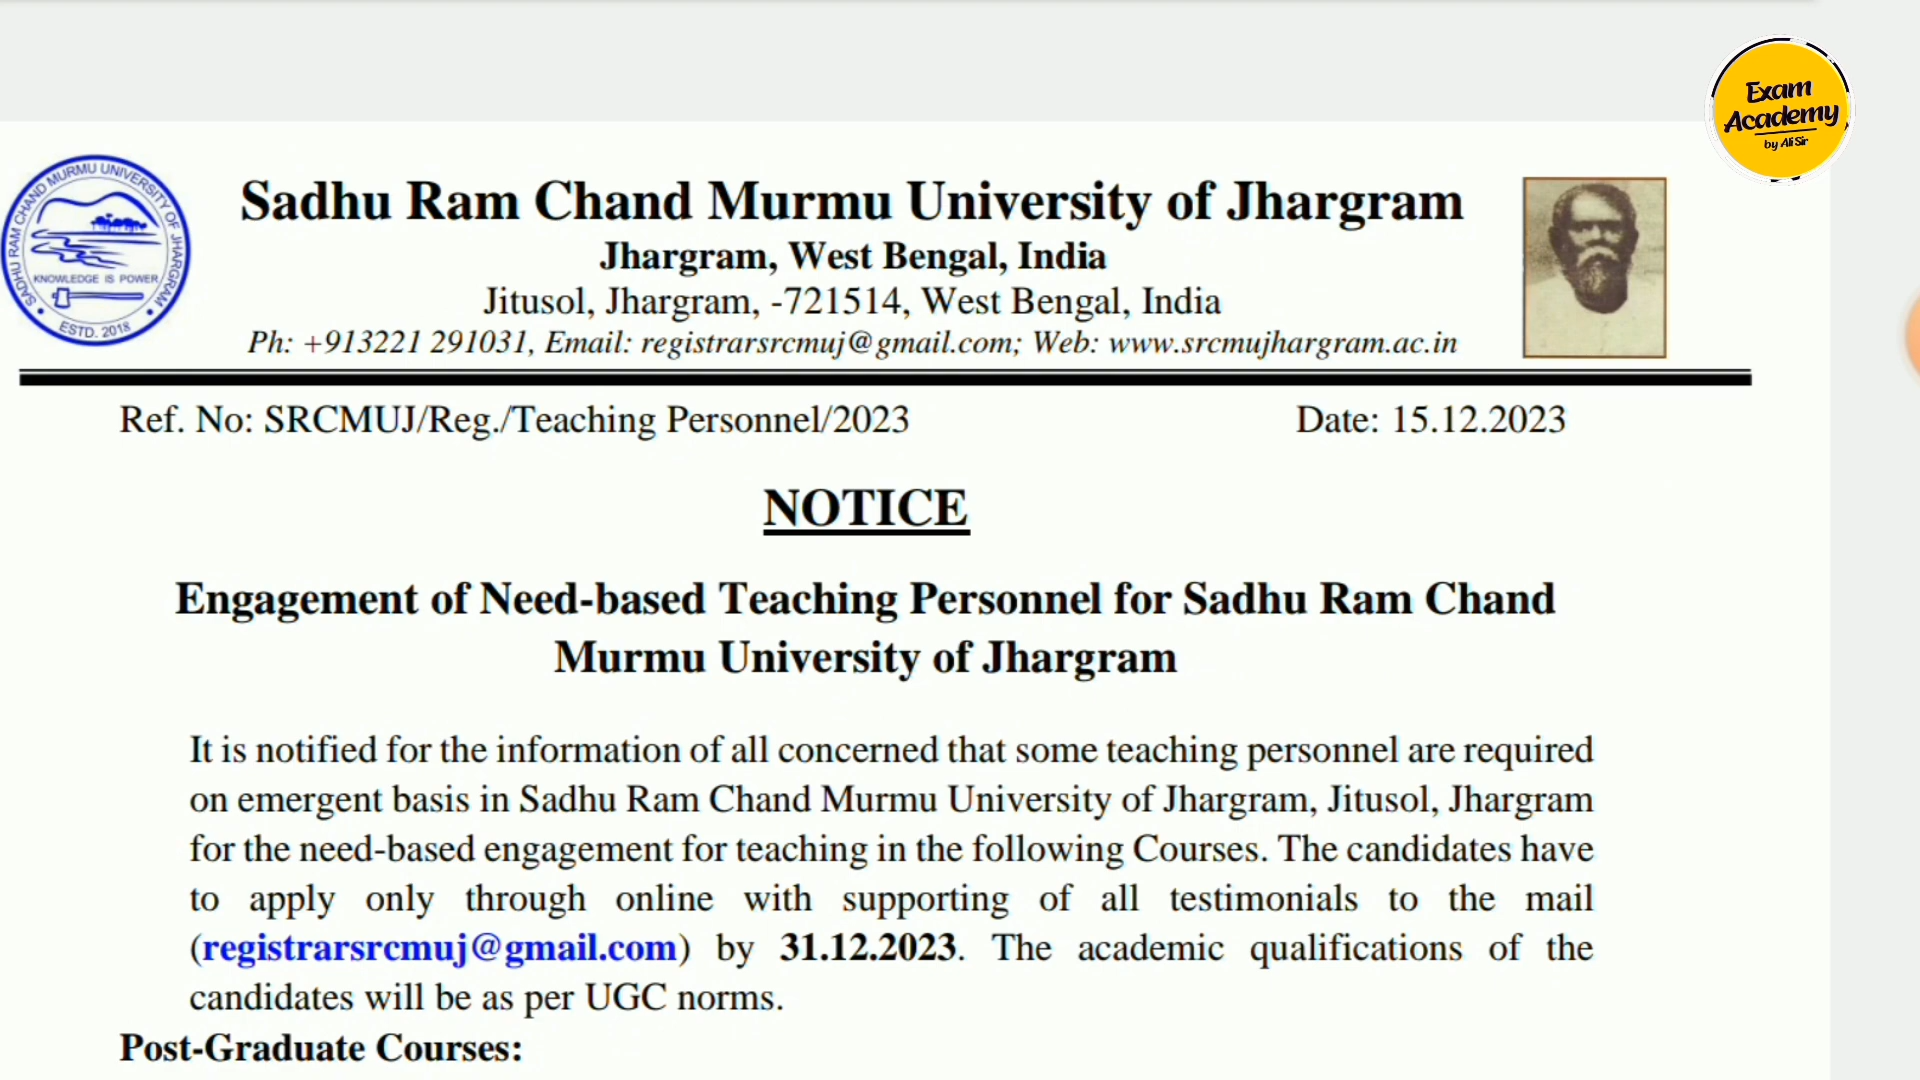 Exam
Academy
by Ali Sir
SADHU RAM CHAND MURMU UNIVERSITY OF JHARGRAM
KNOWLEDGE IS POWER
ESTD. 2018
Sadhu Ram Chand Murmu University of Jhargram
Jhargram, West Bengal, India
Jitusol, Jhargram, -721514, West Bengal, India
Ph: +913221 291031, Email: registrarsrcmuj@gmail.com; Web: www.srcmujhargram.ac.in
Ref. No: SRCMUJ/Reg./Teaching Personnel/2023 Date: 15.12.2023
NOTICE
Engagement of Need-based Teaching Personnel for Sadhu Ram Chand
Murmu University of Jhargram
It is notified for the information of all concerned that some teaching personnel are required
on emergent basis in Sadhu Ram Chand Murmu University of Jhargram, Jitusol, Jhargram
for the need-based engagement for teaching in the following Courses. The candidates have
to apply only through online with supporting of all testimonials to the mail
(registrarsrcmuj@gmail.com) by 31.12.2023. The academic qualifications of the
candidates will be as per UGC norms.
Post-Graduate Courses: